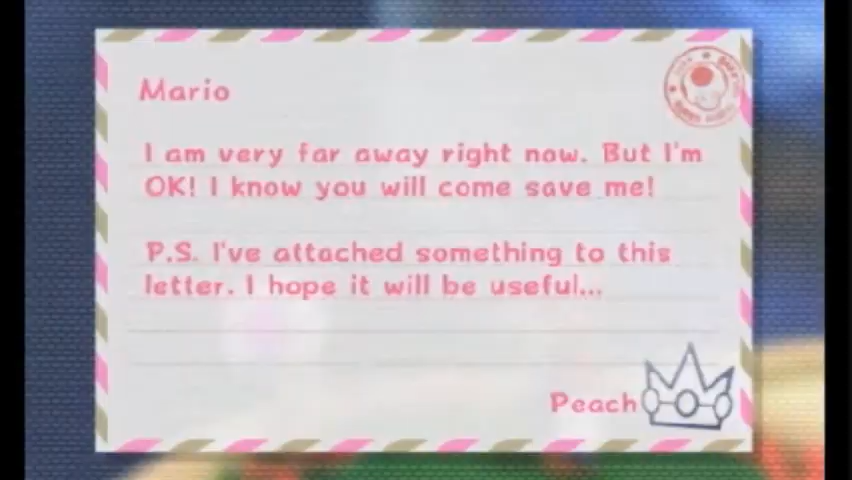 Mario
I am very far away right now. But I'm
OK! I know you will come save me!
P.S. I've attached something to this
letter. I hope it will be useful...
Peach